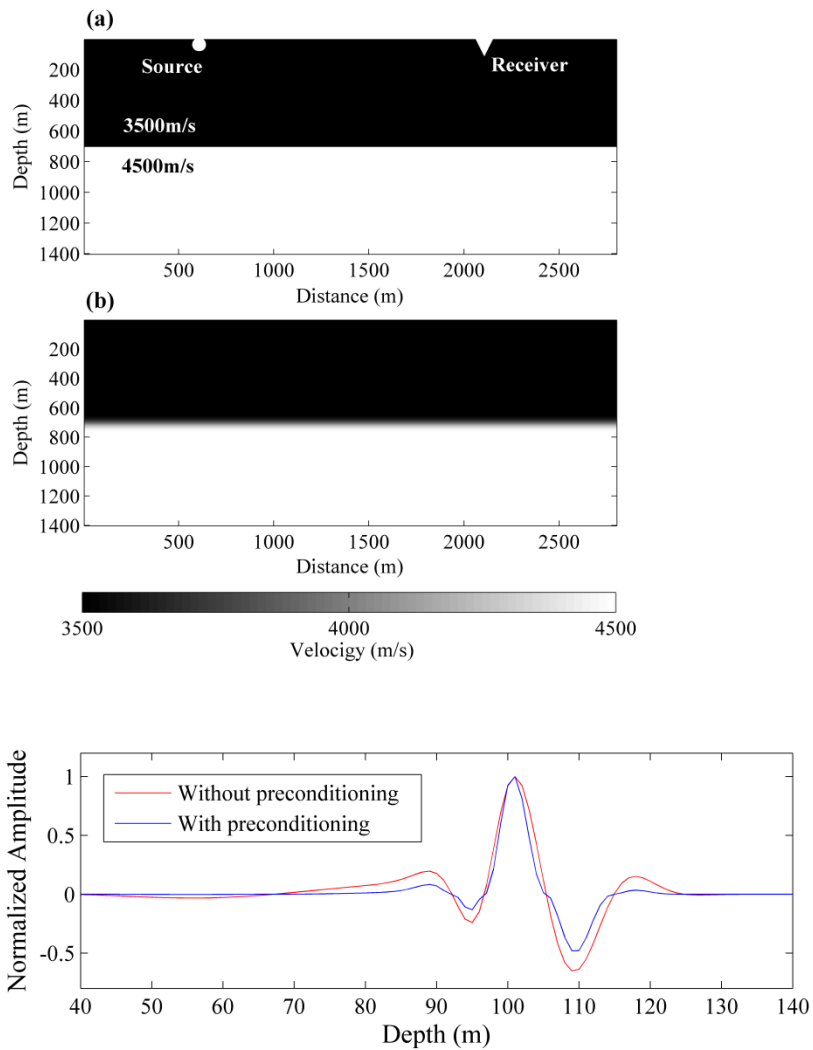 (a)
200
400
600
800
1000
1200
1400
Depth (m)
Source
Receiver
3500m/s
4500m/s
500
1000
1500
2000
2500
Distance (m)
(b)
200
400
600
800
1000
1200
1400
Depth (m)
500
1000
1500
2000
2500
Distance (m)
3500
4000
4500
Velocigy (m/s)
Normalized Amplitude
1
0.5
0
-0.5
Without preconditioning
With preconditioning
40
50
60
70
80
90
100
110
120
130
140
Depth (m)